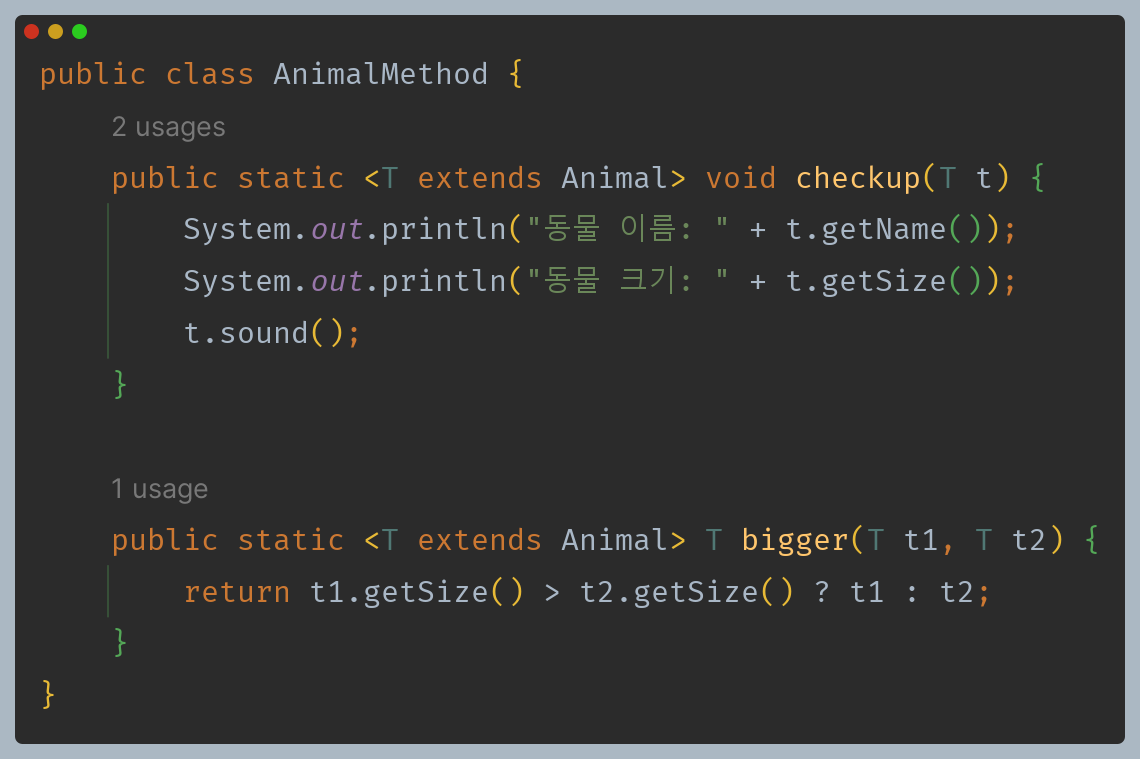 public class AnimalMethod {
2 usages
public static <T extends Animal> void checkup(T t) {
System.out.println("동물 이름: " + t.getName());
System.out.println("동물 크기: " + t.getSize());
t.sound();
}
1 usage
public static <T extends Animal> T bigger(T t1, T t2) {
return t1.getSize() > t2.getSize() ? t1 : t2;
}
}